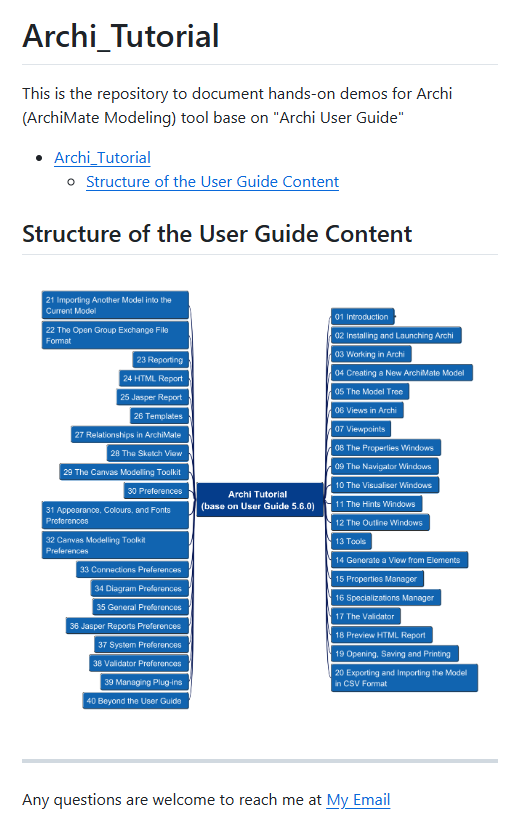 Archi_Tutorial
This is the repository to document hands-on demos for Archi
(ArchiMate Modeling) tool base on "Archi User Guide"
Archi_Tutorial
Structure of the User Guide Content
Structure of the User Guide Content
21 Importing Another Model into the
Current Model
22 The Open Group Exchange File
Format
23 Reporting
24 HTML Report
25 Jasper Report
26 Templates
27 Relationships in ArchiMate
28 The Sketch View
29 The Canvas Modelling Toolkit
30 Preferences
31 Appearance, Colours, and Fonts
Preferences
32 Canvas Modelling Toolkit
Preferences
33 Connections Preferences
34 Diagram Preferences
35 General Preferences
36 Jasper Reports Preferences
37 System Preferences
38 Validator Preferences
39 Managing Plug-ins
40 Beyond the User Guide
Archi Tutorial
(base on User Guide 5.6.0)
01 Introduction
02 Installing and Launching Archi
03 Working in Archi
04 Creating a New ArchiMate Model
05 The Model Tree
06 Views in Archi
07 Viewpoints
08 The Properties Windows
09 The Navigator Windows
10 The Visualiser Windows
11 The Hints Windows
12 The Outline Windows
13 Tools
14 Generate a View from Elements
15 Properties Manager
16 Specializations Manager
17 The Validator
18 Preview HTML Report
19 Opening, Saving and Printing
20 Exporting and Importing the Model
in CSV Format
Any questions are welcome to reach me at My Email